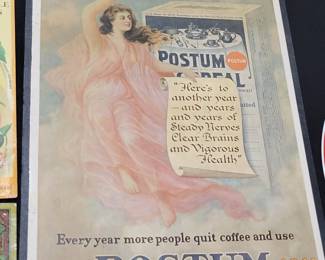 POSTUM
POSTUM
CEREAL
"Here's to
another year
—and years
and years of
Steady Nerves
Clear Brains
and Vigorous
Health"
Every year more people quit coffee and use
POSTUM